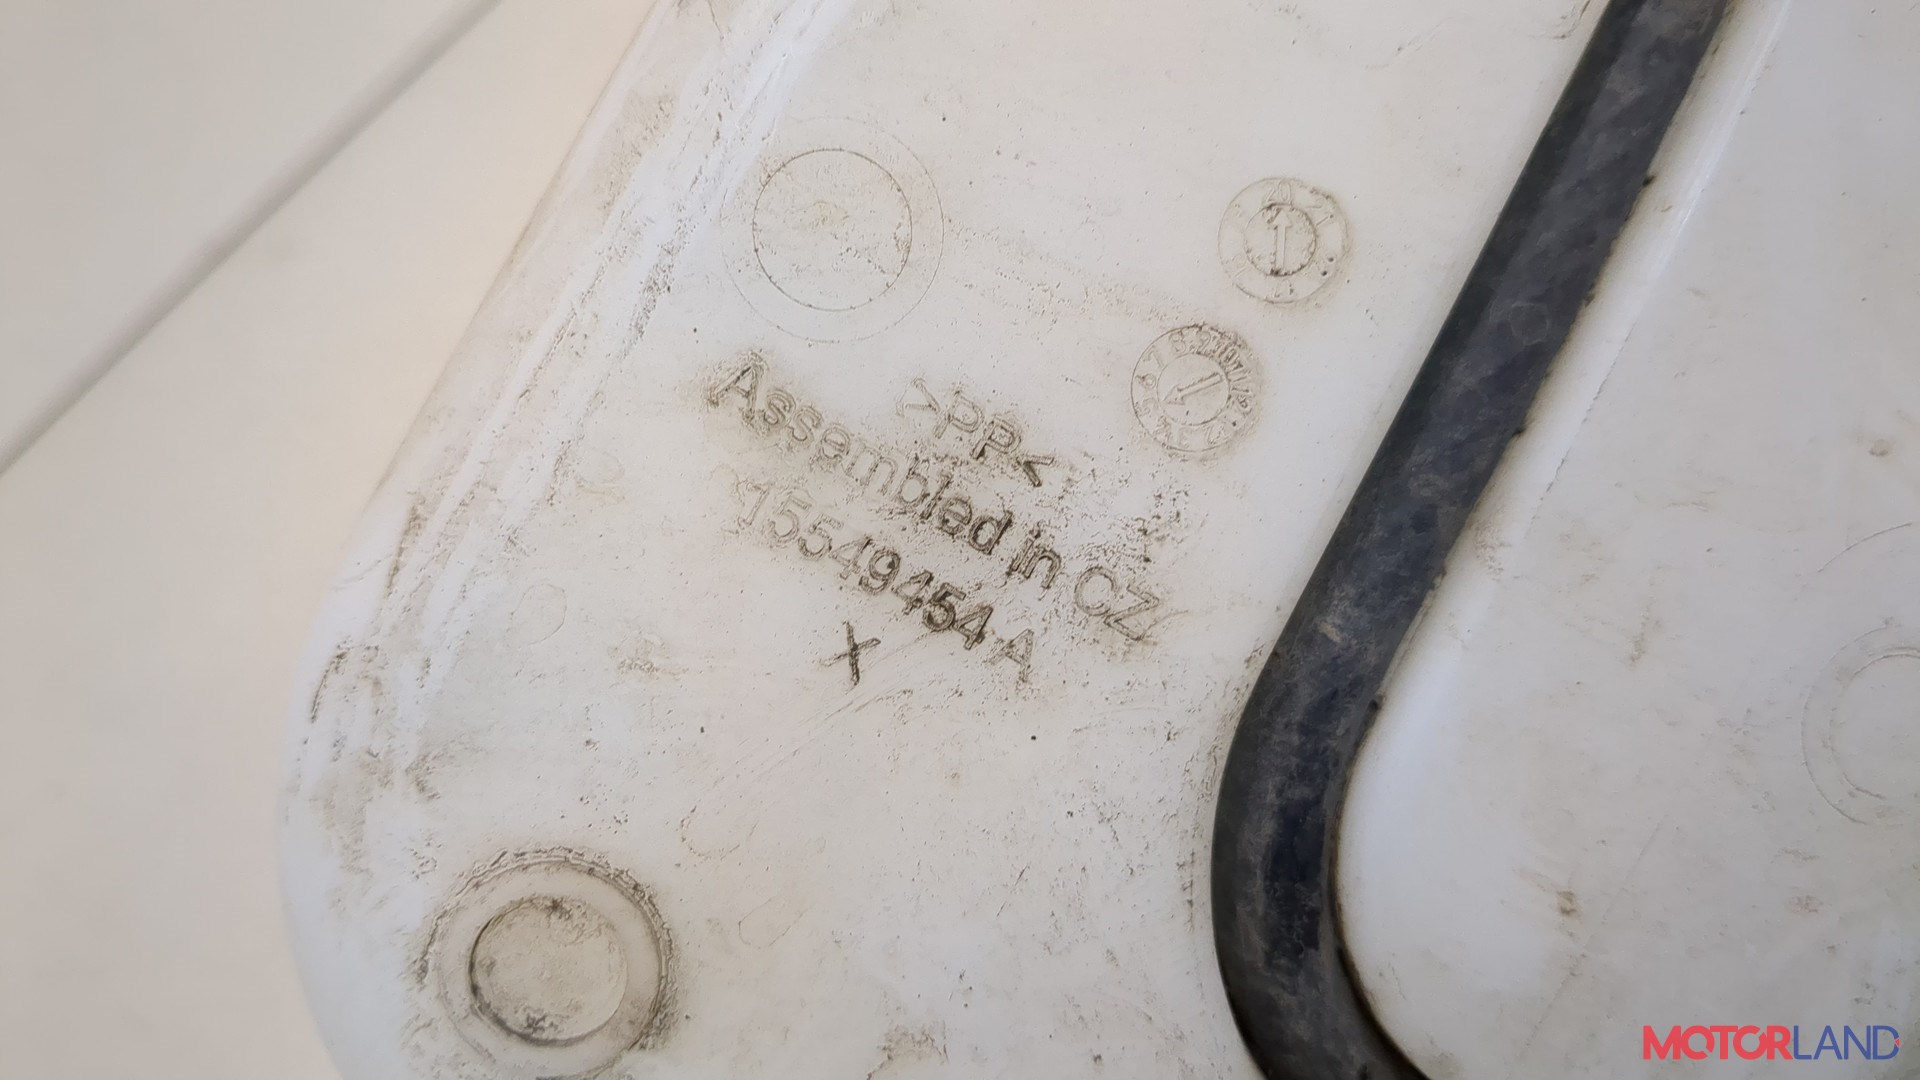 >PP<
Assembled in CZ
15549454 A
X
MOTORLAND